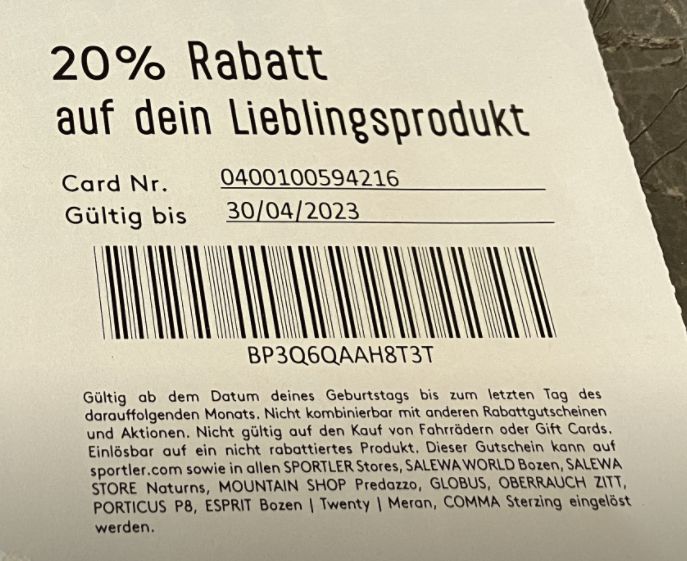 20% Rabatt
auf dein Lieblingsprodukt
Card Nr. 0400100594216
Gültig bis 30/04/2023
BP3Q6QAAH8T3T
Gültig ab dem Datum deines Geburtstags bis zum letzten Tag des
darauffolgenden Monats. Nicht kombinierbar mit anderen Rabattgutscheinen
und Aktionen. Nicht gültig auf den Kauf von Fahrrädern oder Gift Cards.
Einlösbar auf ein nicht rabattiertes Produkt. Dieser Gutschein kann auf
sportler.com sowie in allen SPORTLER Stores, SALEWA WORLD Bozen, SALEWA
STORE Naturns, MOUNTAIN SHOP Predazzo, GLOBUS, OBERRAUCH ZITT,
PORTICUS P8, ESPRIT Bozen | Twenty | Meran, COMMA Sterzing eingelöst
werden.